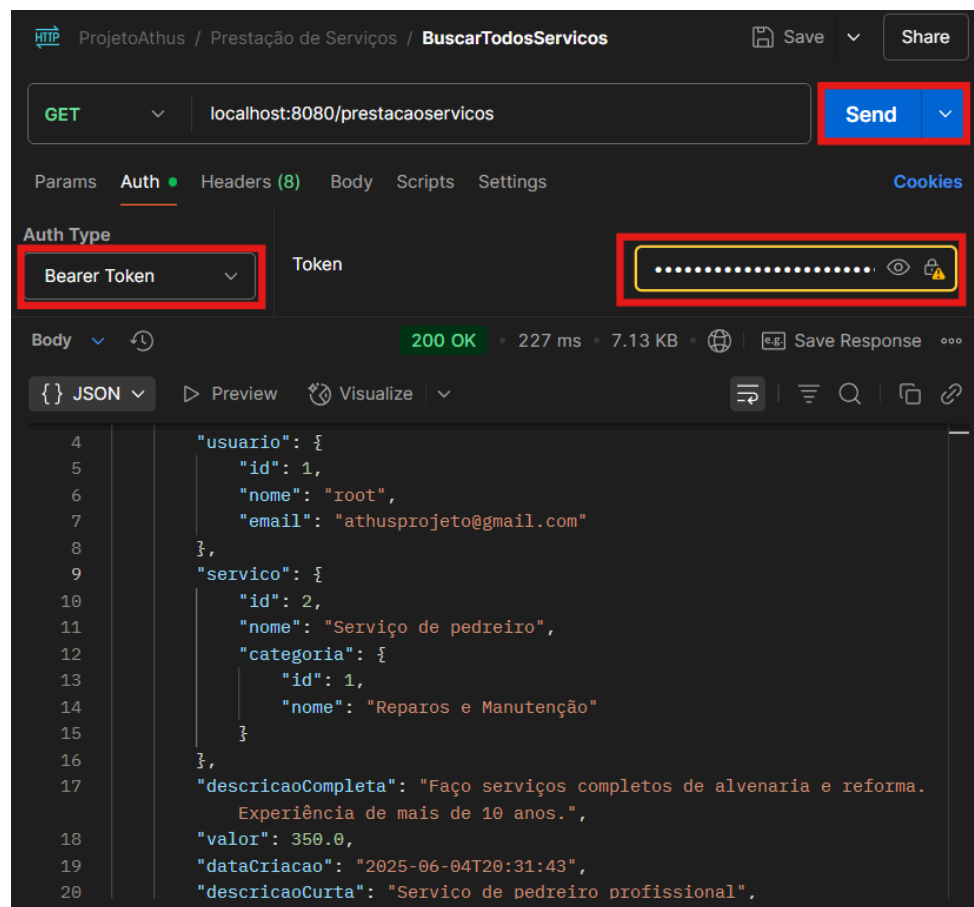 HTTP ProjetoAthus / Prestação de Serviços / BuscarTodosServicos Save Share
GET localhost:8080/prestacaoservicos Send
Params Auth Headers (8) Body Scripts Settings Cookies
Auth Type
Bearer Token Token ••••••••••••••••••••••
Body 200 OK • 227 ms • 7.13 KB • e.g. Save Response
{} JSON Preview Visualize
4 "usuario": {
5 "id": 1,
6 "nome": "root",
7 "email": "athusprojeto@gmail.com"
8 },
9 "servico": {
10 "id": 2,
11 "nome": "Serviço de pedreiro",
12 "categoria": {
13 "id": 1,
14 "nome": "Reparos e Manutenção"
15 }
16 },
17 "descricaoCompleta": "Faço serviços completos de alvenaria e reforma.
Experiência de mais de 10 anos.",
18 "valor": 350.0,
19 "dataCriacao": "2025-06-04T20:31:43",
20 "descricaoCurta": "Serviço de pedreiro profissional",